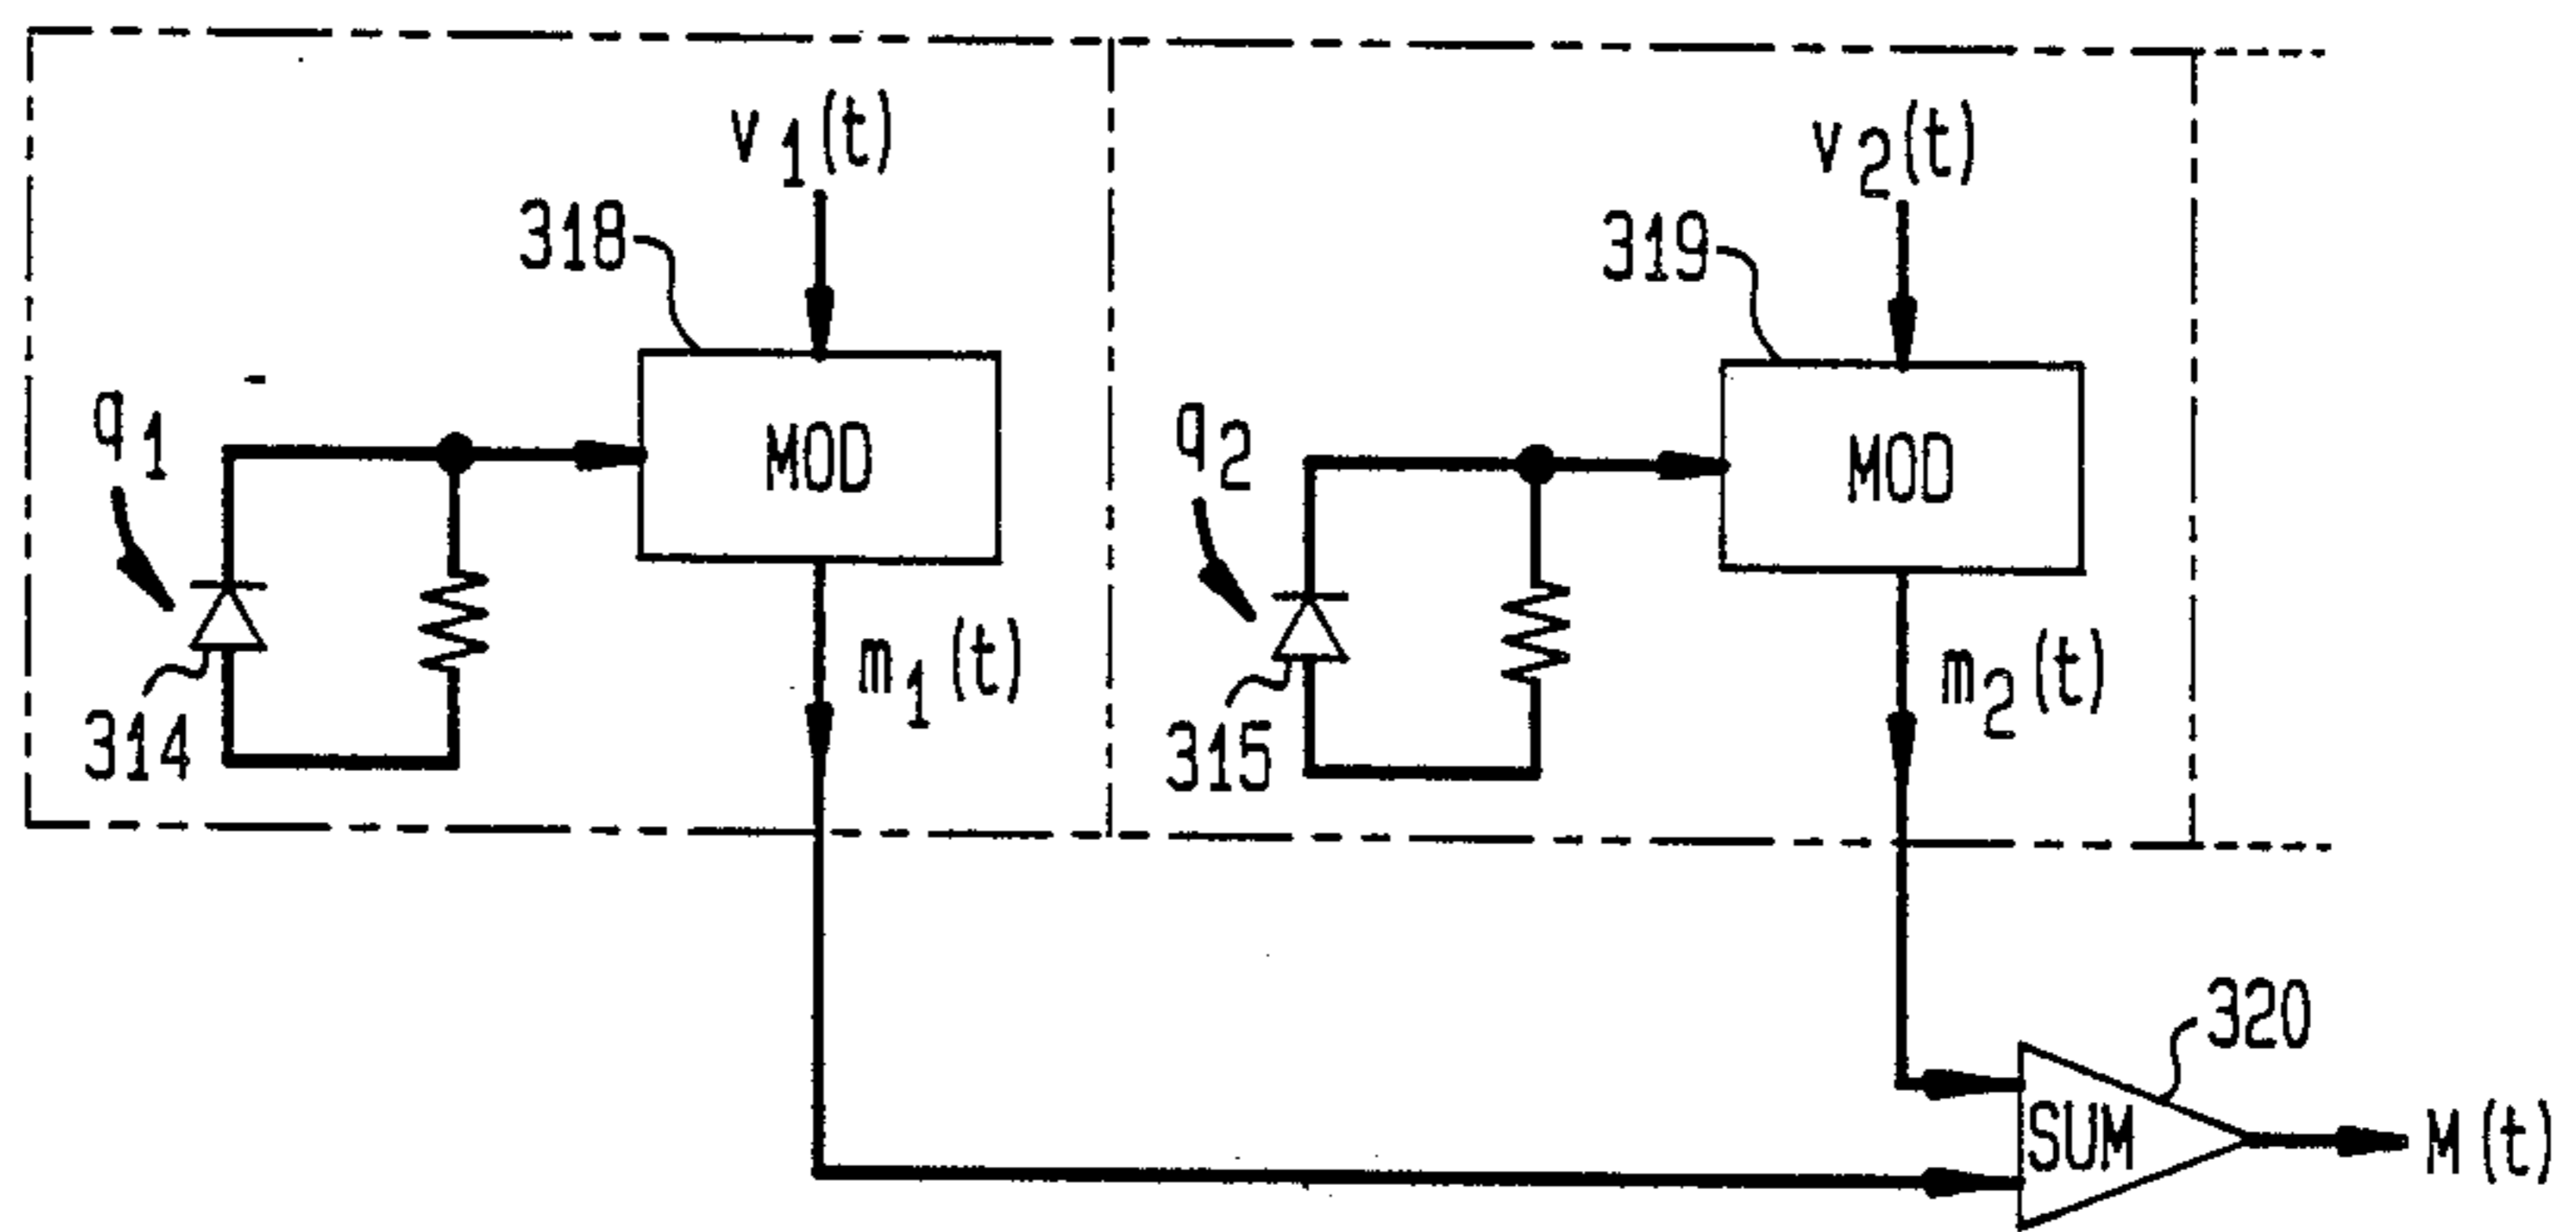 v1(t)
v2(t)
318
319
q1
MOD
q2
MOD
m1(t)
m2(t)
314
315
320
SUM
M(t)